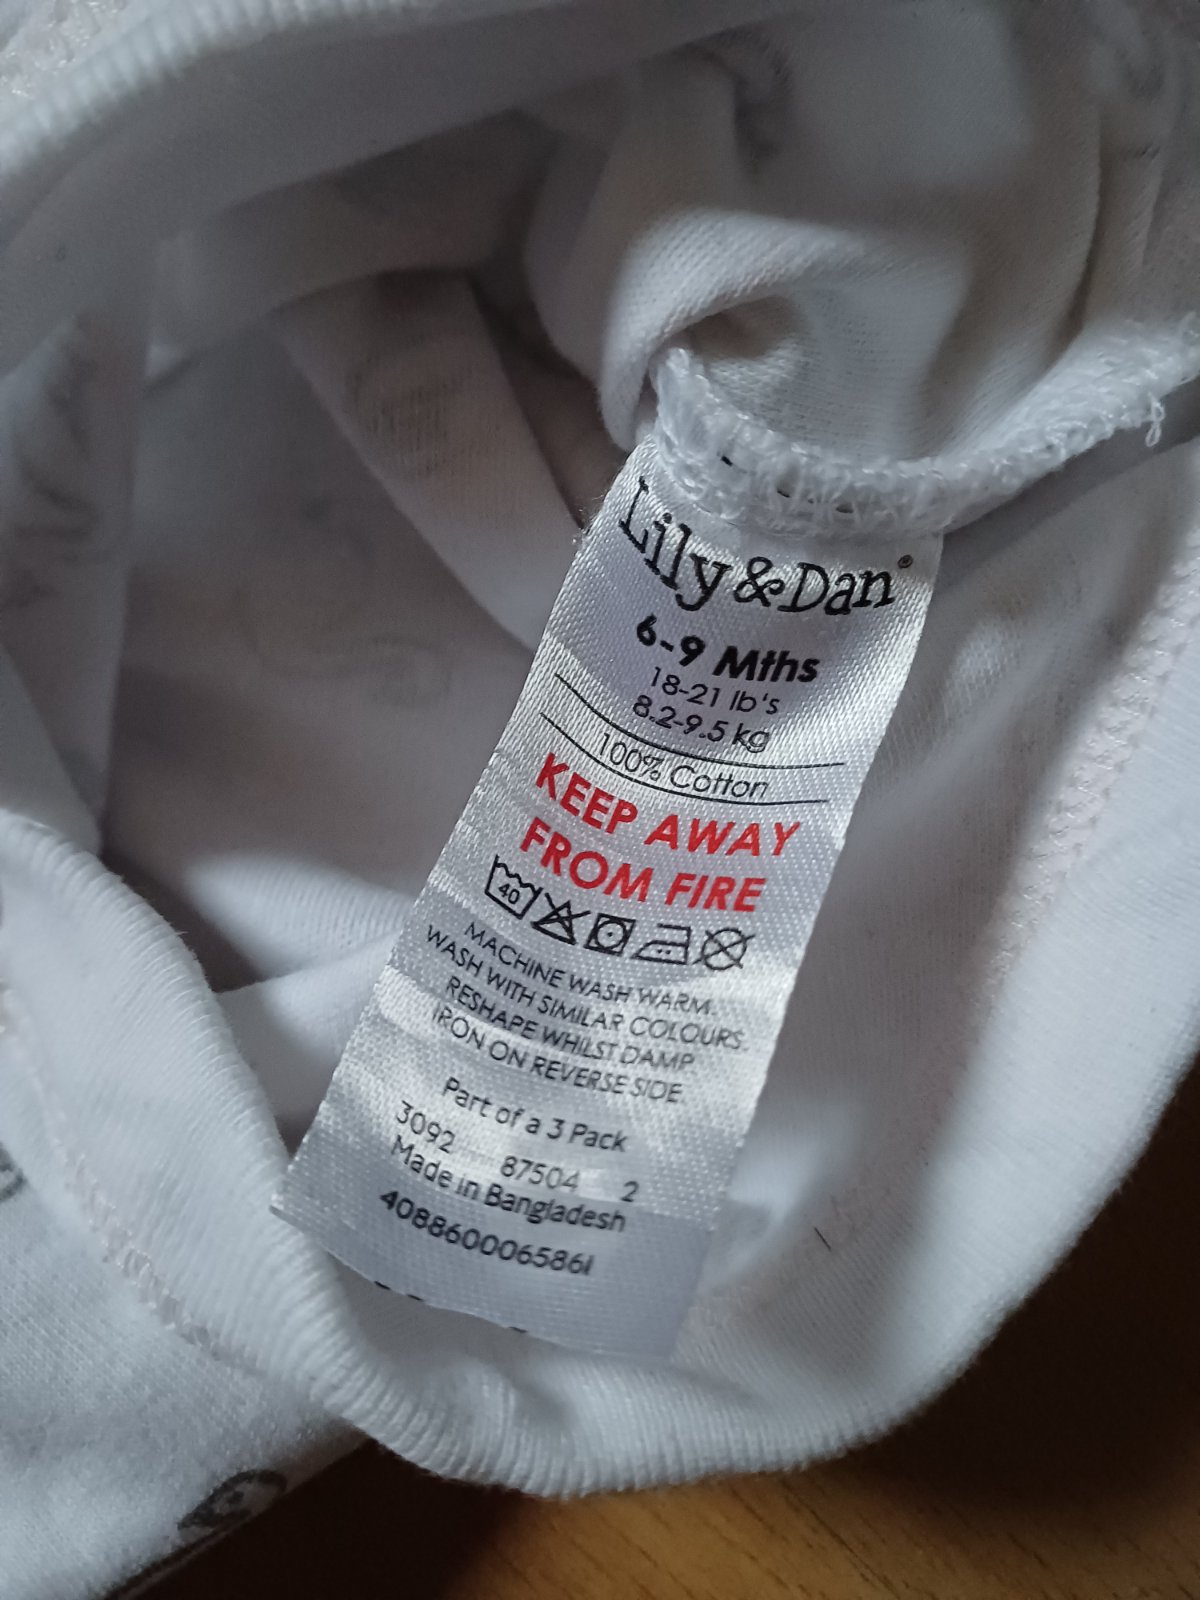 Lily & Dan®
6-9 Mths
18-21 lb's
8.2-9.5 kg
100% Cotton
KEEP AWAY
FROM FIRE
40
MACHINE WASH WARM.
WASH WITH SIMILAR COLOURS.
RESHAPE WHILST DAMP.
IRON ON REVERSE SIDE.
Part of a 3 Pack
3092 87504 2
Made in Bangladesh
4088600065861